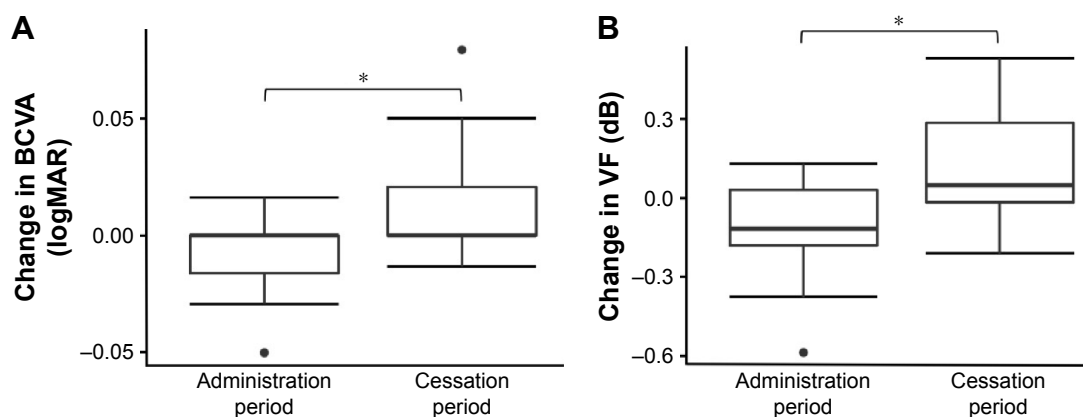 A
Change in BCVA
(logMAR)
0.05
0.00
–0.05
*
Administration
period
Cessation
period
B
Change in VF (dB)
0.3
0.0
–0.3
–0.6
*
Administration
period
Cessation
period